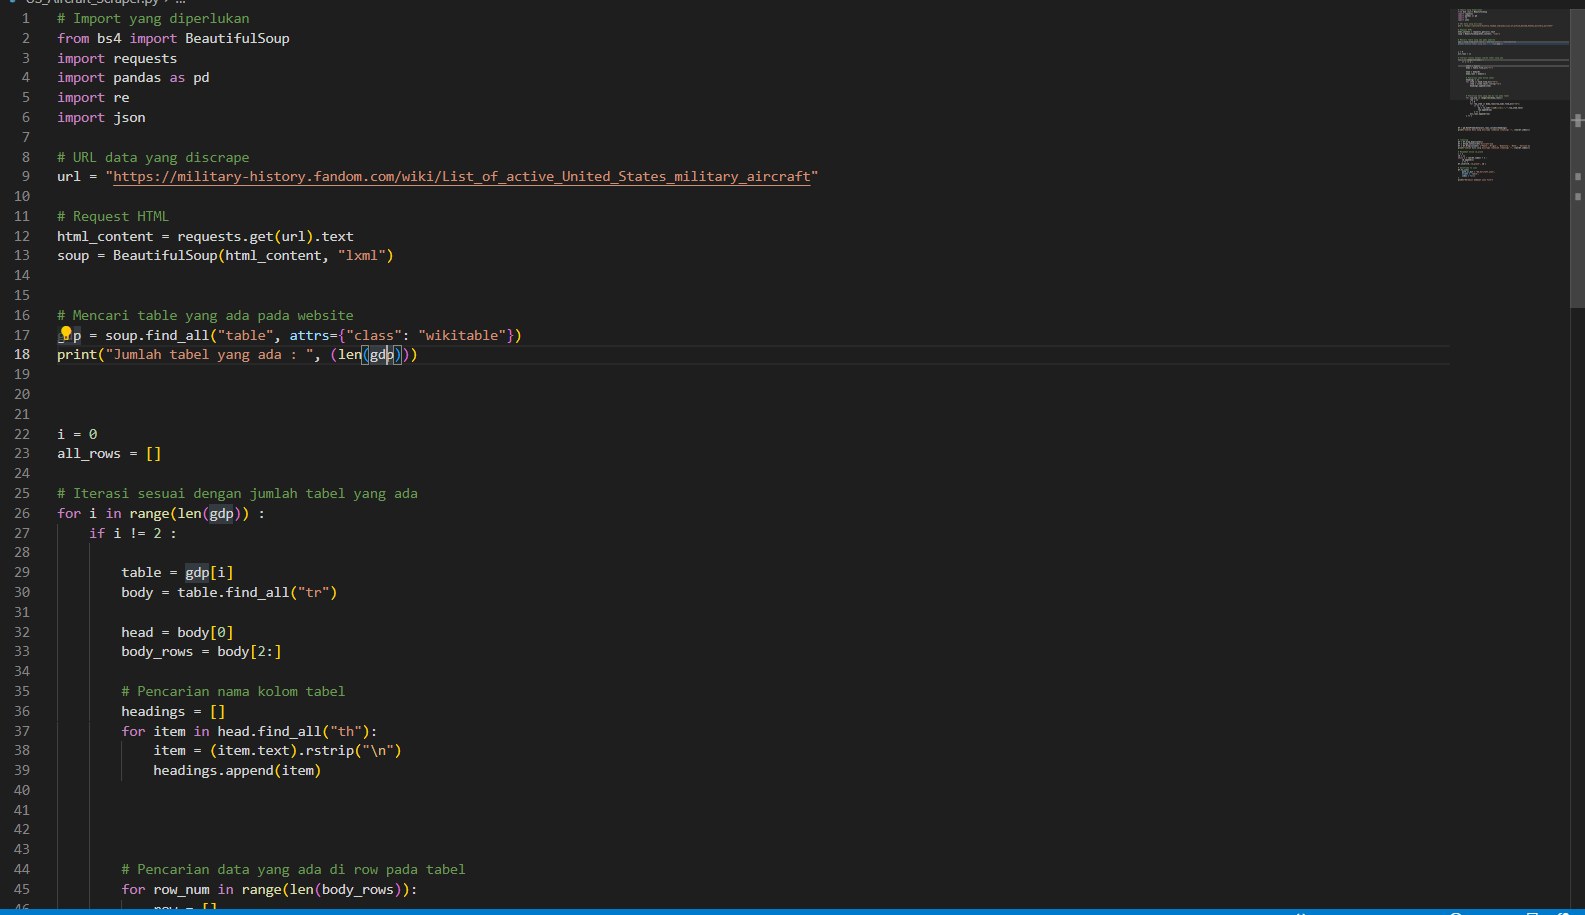 US_Aircraft_Scraper.py > ...
1 # Import yang diperlukan
2 from bs4 import BeautifulSoup
3 import requests
4 import pandas as pd
5 import re
6 import json
7
8 # URL data yang discrape
9 url = "https://military-history.fandom.com/wiki/List_of_active_United_States_military_aircraft"
10
11 # Request HTML
12 html_content = requests.get(url).text
13 soup = BeautifulSoup(html_content, "lxml")
14
15
16 # Mencari table yang ada pada website
17 gdp = soup.find_all("table", attrs={"class": "wikitable"})
18 print("Jumlah tabel yang ada : ", (len(gdp)))
19
20
21
22 i = 0
23 all_rows = []
24
25 # Iterasi sesuai dengan jumlah tabel yang ada
26 for i in range(len(gdp)) :
27     if i != 2 :
28
29         table = gdp[i]
30         body = table.find_all("tr")
31
32         head = body[0]
33         body_rows = body[2:]
34
35         # Pencarian nama kolom tabel
36         headings = []
37         for item in head.find_all("th"):
38             item = (item.text).rstrip("\n")
39             headings.append(item)
40
41
42
43
44         # Pencarian data yang ada di row pada tabel
45         for row_num in range(len(body_rows)):
46             row = []